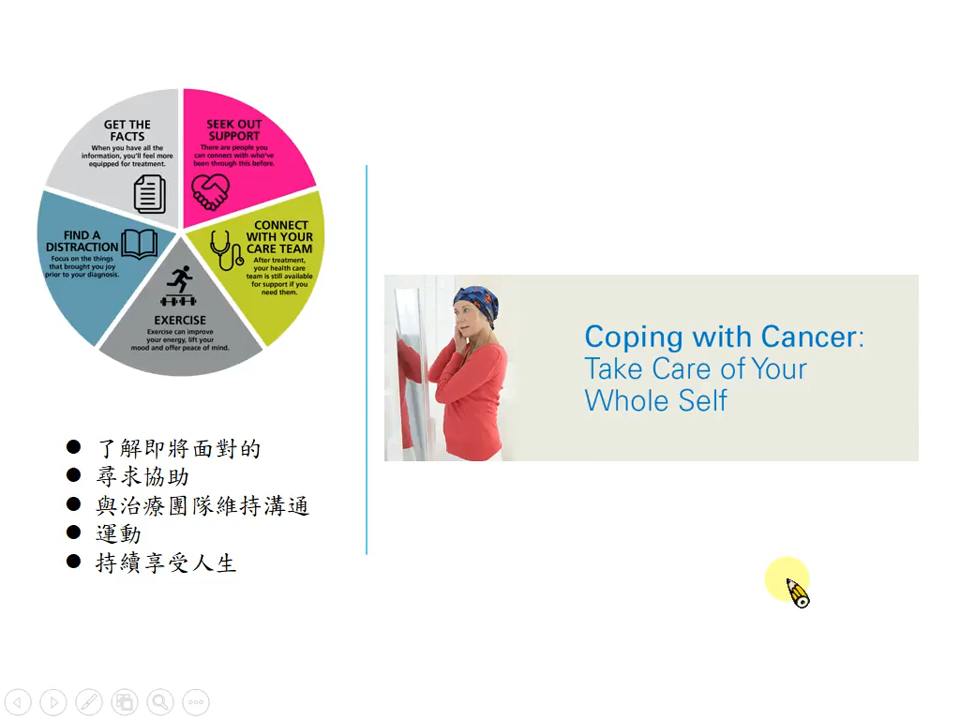 GET THE
FACTS
When you have all the
information, you'll feel more
equipped for treatment.
SEEK OUT
SUPPORT
There are people you
can connect with who've
been through this before.
CONNECT
WITH YOUR
CARE TEAM
After treatment,
your health care
team is still available
for support if you
need them.
FIND A
DISTRACTION
Focus on the things
that brought you joy
prior to your diagnosis.
EXERCISE
Exercise can improve
your energy, lift your
mood and offer peace of mind.
Coping with Cancer:
Take Care of Your
Whole Self
● 了解即將面對的
● 尋求協助
● 與治療團隊維持溝通
● 運動
● 持續享受人生